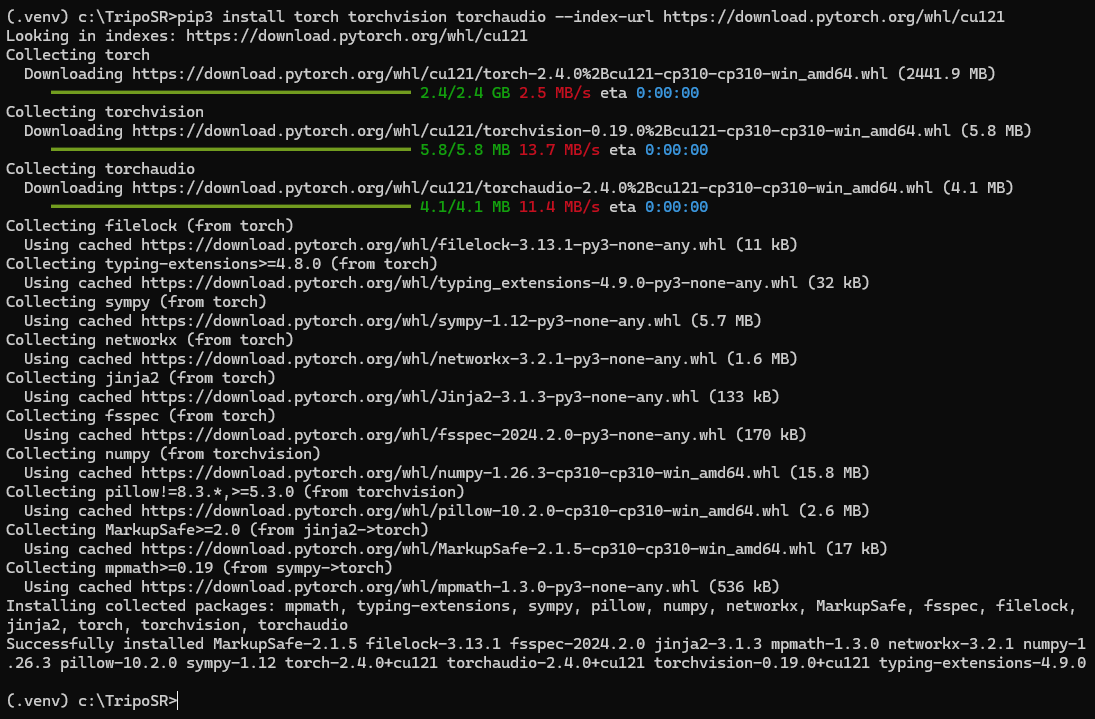 (.venv) c:\TripoSR>pip3 install torch torchvision torchaudio --index-url https://download.pytorch.org/whl/cu121
Looking in indexes: https://download.pytorch.org/whl/cu121
Collecting torch
  Downloading https://download.pytorch.org/whl/cu121/torch-2.4.0%2Bcu121-cp310-cp310-win_amd64.whl (2441.9 MB)
     ━━━━━━━━━━━━━━━━━━━━━━━━━━━━━━━━━━━━━━━━ 2.4/2.4 GB 2.5 MB/s eta 0:00:00
Collecting torchvision
  Downloading https://download.pytorch.org/whl/cu121/torchvision-0.19.0%2Bcu121-cp310-cp310-win_amd64.whl (5.8 MB)
     ━━━━━━━━━━━━━━━━━━━━━━━━━━━━━━━━━━━━━━━━ 5.8/5.8 MB 13.7 MB/s eta 0:00:00
Collecting torchaudio
  Downloading https://download.pytorch.org/whl/cu121/torchaudio-2.4.0%2Bcu121-cp310-cp310-win_amd64.whl (4.1 MB)
     ━━━━━━━━━━━━━━━━━━━━━━━━━━━━━━━━━━━━━━━━ 4.1/4.1 MB 11.4 MB/s eta 0:00:00
Collecting filelock (from torch)
  Using cached https://download.pytorch.org/whl/filelock-3.13.1-py3-none-any.whl (11 kB)
Collecting typing-extensions>=4.8.0 (from torch)
  Using cached https://download.pytorch.org/whl/typing_extensions-4.9.0-py3-none-any.whl (32 kB)
Collecting sympy (from torch)
  Using cached https://download.pytorch.org/whl/sympy-1.12-py3-none-any.whl (5.7 MB)
Collecting networkx (from torch)
  Using cached https://download.pytorch.org/whl/networkx-3.2.1-py3-none-any.whl (1.6 MB)
Collecting jinja2 (from torch)
  Using cached https://download.pytorch.org/whl/Jinja2-3.1.3-py3-none-any.whl (133 kB)
Collecting fsspec (from torch)
  Using cached https://download.pytorch.org/whl/fsspec-2024.2.0-py3-none-any.whl (170 kB)
Collecting numpy (from torchvision)
  Using cached https://download.pytorch.org/whl/numpy-1.26.3-cp310-cp310-win_amd64.whl (15.8 MB)
Collecting pillow!=8.3.*,>=5.3.0 (from torchvision)
  Using cached https://download.pytorch.org/whl/pillow-10.2.0-cp310-cp310-win_amd64.whl (2.6 MB)
Collecting MarkupSafe>=2.0 (from jinja2->torch)
  Using cached https://download.pytorch.org/whl/MarkupSafe-2.1.5-cp310-cp310-win_amd64.whl (17 kB)
Collecting mpmath>=0.19 (from sympy->torch)
  Using cached https://download.pytorch.org/whl/mpmath-1.3.0-py3-none-any.whl (536 kB)
Installing collected packages: mpmath, typing-extensions, sympy, pillow, numpy, networkx, MarkupSafe, fsspec, filelock,
jinja2, torch, torchvision, torchaudio
Successfully installed MarkupSafe-2.1.5 filelock-3.13.1 fsspec-2024.2.0 jinja2-3.1.3 mpmath-1.3.0 networkx-3.2.1 numpy-1
.26.3 pillow-10.2.0 sympy-1.12 torch-2.4.0+cu121 torchaudio-2.4.0+cu121 torchvision-0.19.0+cu121 typing-extensions-4.9.0
(.venv) c:\TripoSR>